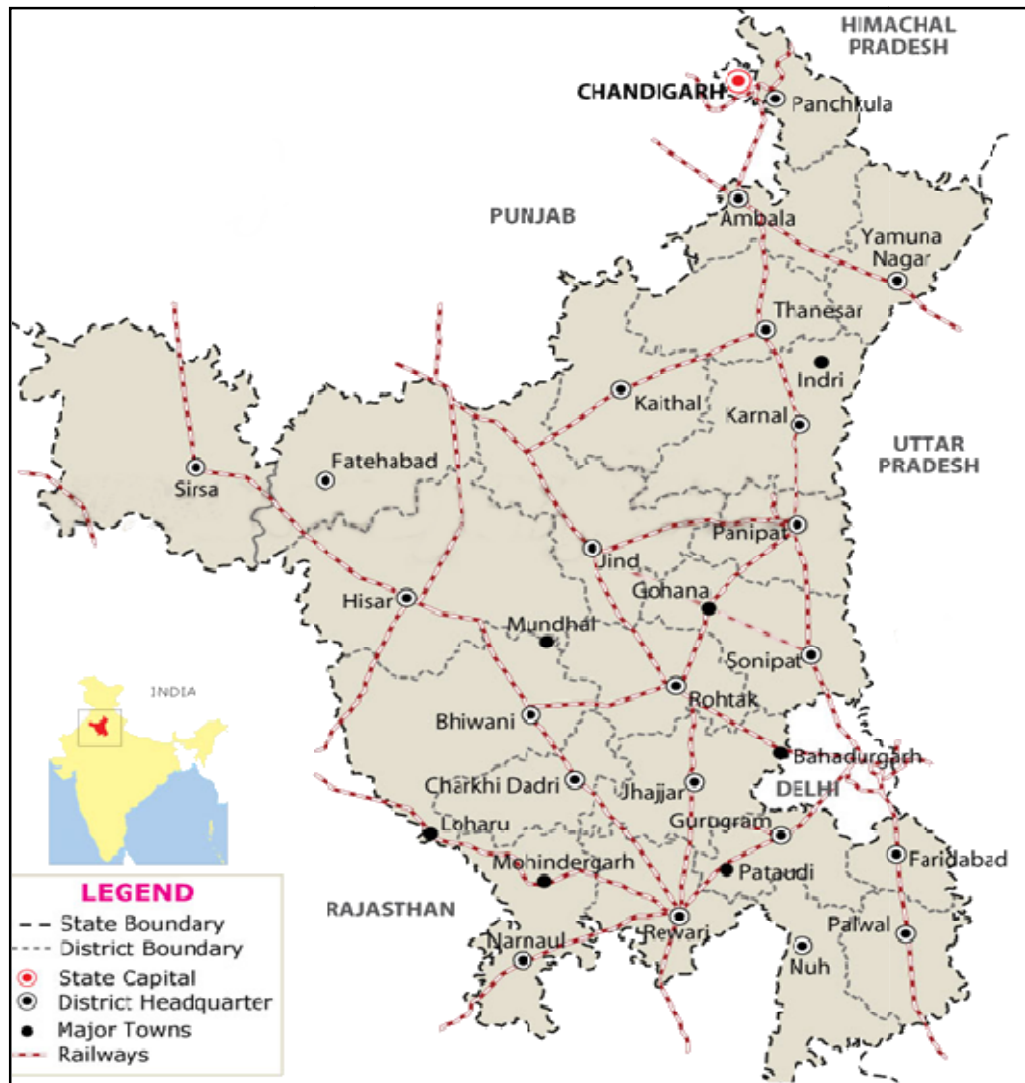 HIMACHAL
PRADESH
CHANDIGARH
Panchkula
PUNJAB
Ambala
Yamuna
Nagar
Thanesar
Indri
Kaithal
Karnal
UTTAR
PRADESH
Fatehabad
Sirsa
Panipat
Jind
Hisar
Gohana
Mundhal
Sonipat
Rohtak
INDIA
Bhiwani
Bahadurgarh
Charkhi Dadri
Jhajjar
DELHI
Gurugram
Loharu
Mohindergarh
Pataudi
Faridabad
RAJASTHAN
Rewari
Palwal
Narnaul
Nuh
LEGEND
State Boundary
District Boundary
State Capital
District Headquarter
Major Towns
Railways